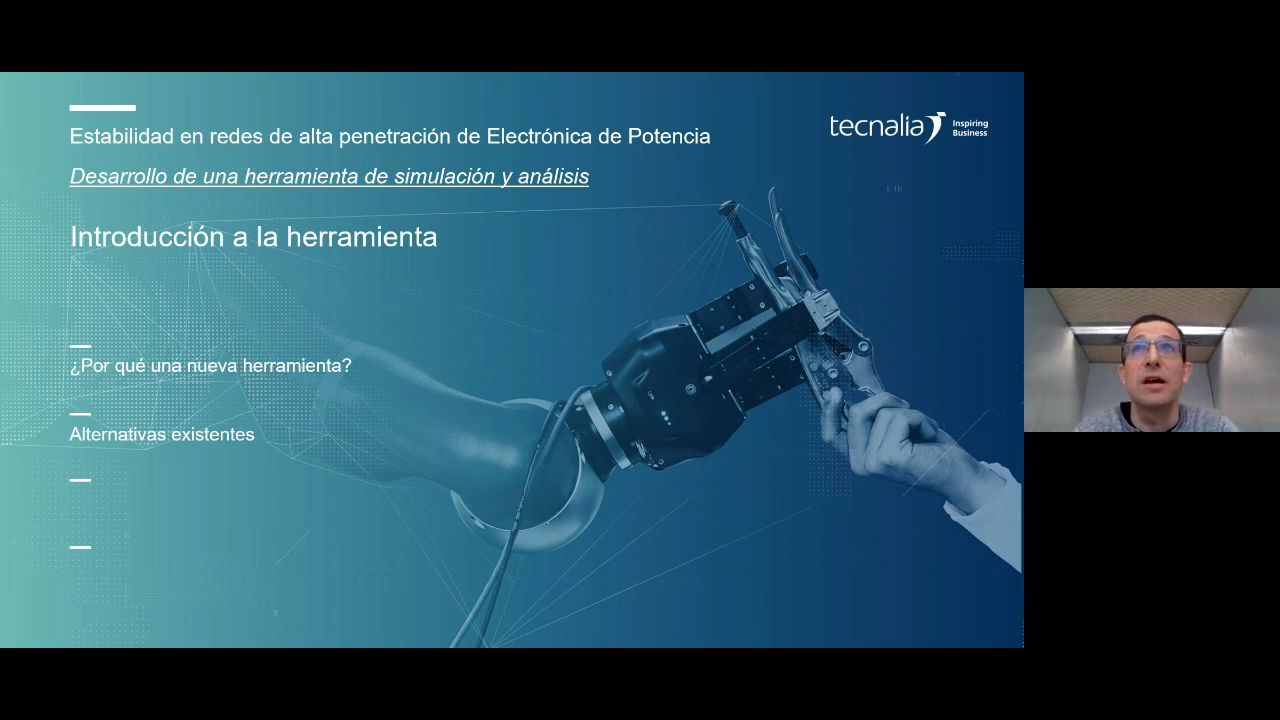 Estabilidad en redes de alta penetración de Electrónica de Potencia
tecnalia Inspiring Business
Desarrollo de una herramienta de simulación y análisis
Introducción a la herramienta
¿Por qué una nueva herramienta?
Alternativas existentes